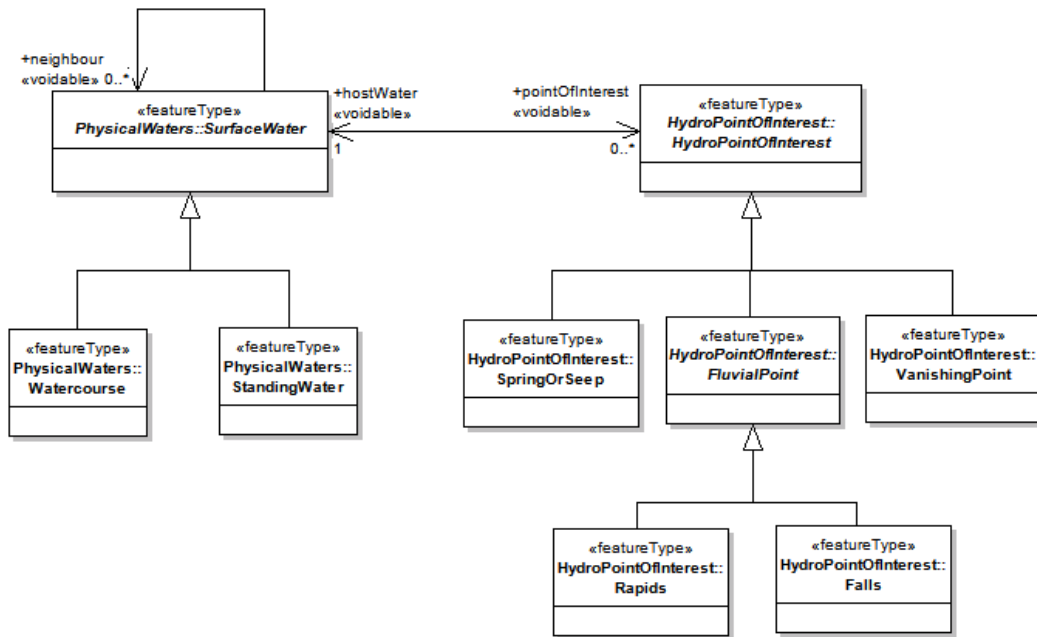 +neighbour
«voidable» 0..*
+hostWater
«voidable»
1
+pointOfInterest
«voidable»
0..*
«featureType»
PhysicalWaters::SurfaceWater
«featureType»
HydroPointOfInterest::
HydroPointOfInterest
«featureType»
PhysicalWaters::
Watercourse
«featureType»
PhysicalWaters::
StandingWater
«featureType»
HydroPointOfInterest::
SpringOrSeep
«featureType»
HydroPointOfInterest::
FluvialPoint
«featureType»
HydroPointOfInterest::
VanishingPoint
«featureType»
HydroPointOfInterest::
Rapids
«featureType»
HydroPointOfInterest::
Falls